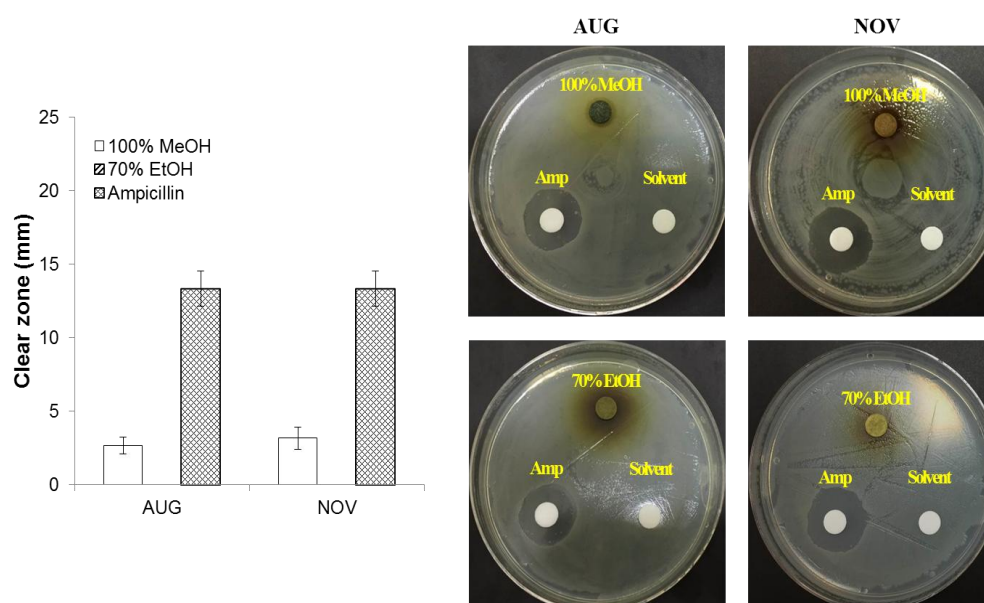 AUG
NOV
25
20
15
10
5
0
Clear zone (mm)
100% MeOH
70% EtOH
Ampicillin
AUG
NOV
100% MeOH
Amp
Solvent
100% MeOH
Amp
Solvent
70% EtOH
Amp
Solvent
70% EtOH
Amp
Solvent